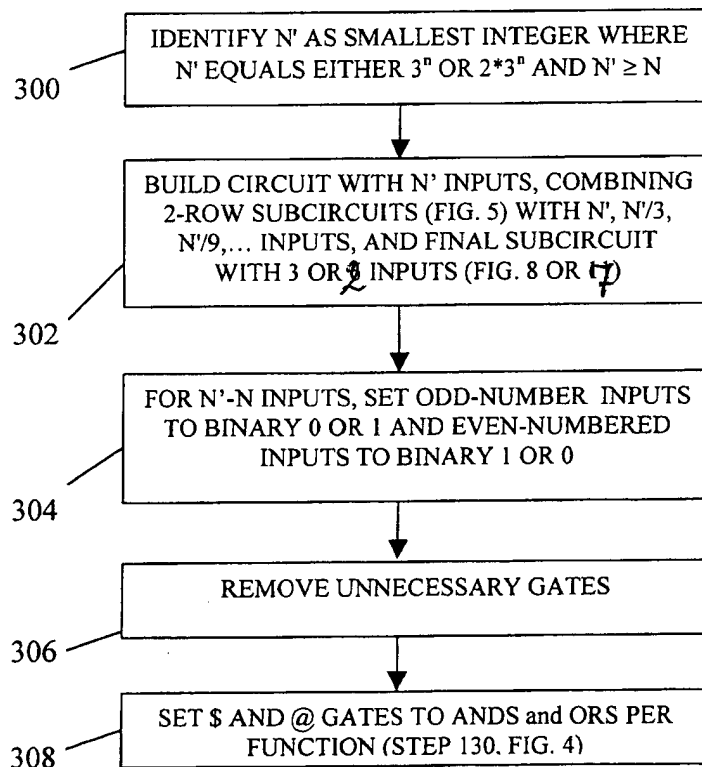 IDENTIFY N' AS SMALLEST INTEGER WHERE
N' EQUALS EITHER 3ⁿ OR 2*3ⁿ AND N' ≥ N
300
BUILD CIRCUIT WITH N' INPUTS, COMBINING
2-ROW SUBCIRCUITS (FIG. 5) WITH N', N'/3,
N'/9,... INPUTS, AND FINAL SUBCIRCUIT
WITH 3 OR 2 INPUTS (FIG. 8 OR 7)
302
FOR N'-N INPUTS, SET ODD-NUMBER INPUTS
TO BINARY 0 OR 1 AND EVEN-NUMBERED
INPUTS TO BINARY 1 OR 0
304
REMOVE UNNECESSARY GATES
306
SET $ AND @ GATES TO ANDS and ORS PER
FUNCTION (STEP 130, FIG. 4)
308